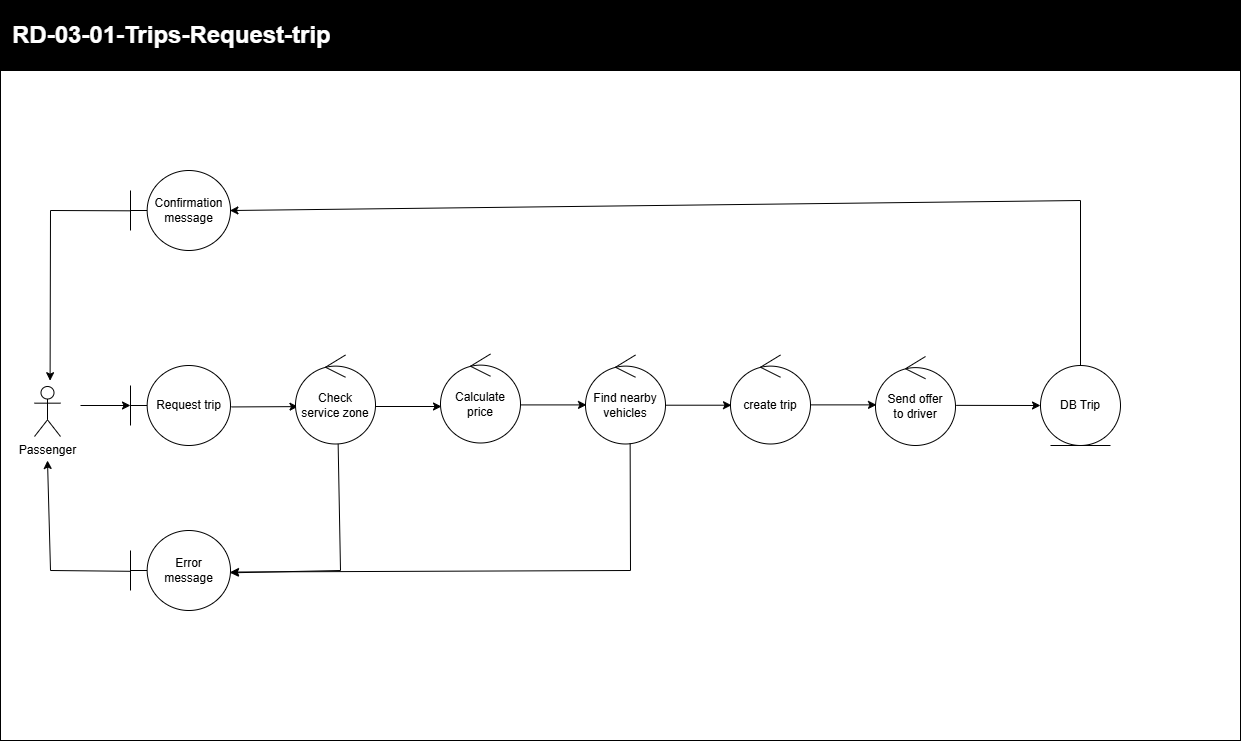 RD-03-01-Trips-Request-trip
Confirmation
message
Request trip
Check
service zone
Calculate
price
Find nearby
vehicles
create trip
Send offer
to driver
DB Trip
Passenger
Error
message